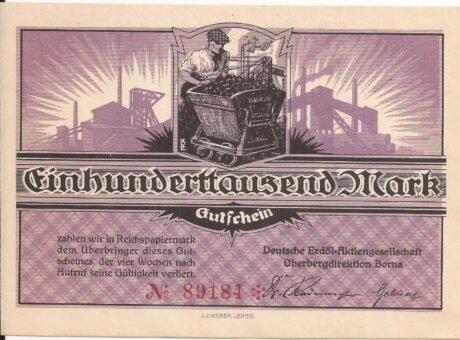 Einhunderttausend-Mark
Gutschein
zahlen wir in Reichspapiermark
dem Überbringer dieses Gut-
scheines, der vier Wochen nach
Aufruf seine Gültigkeit verliert.
Deutsche Erdöl-Aktiengesellschaft
Oberbergdirektion Borna
№ 89184
J.J.WEBER, LEIPZIG